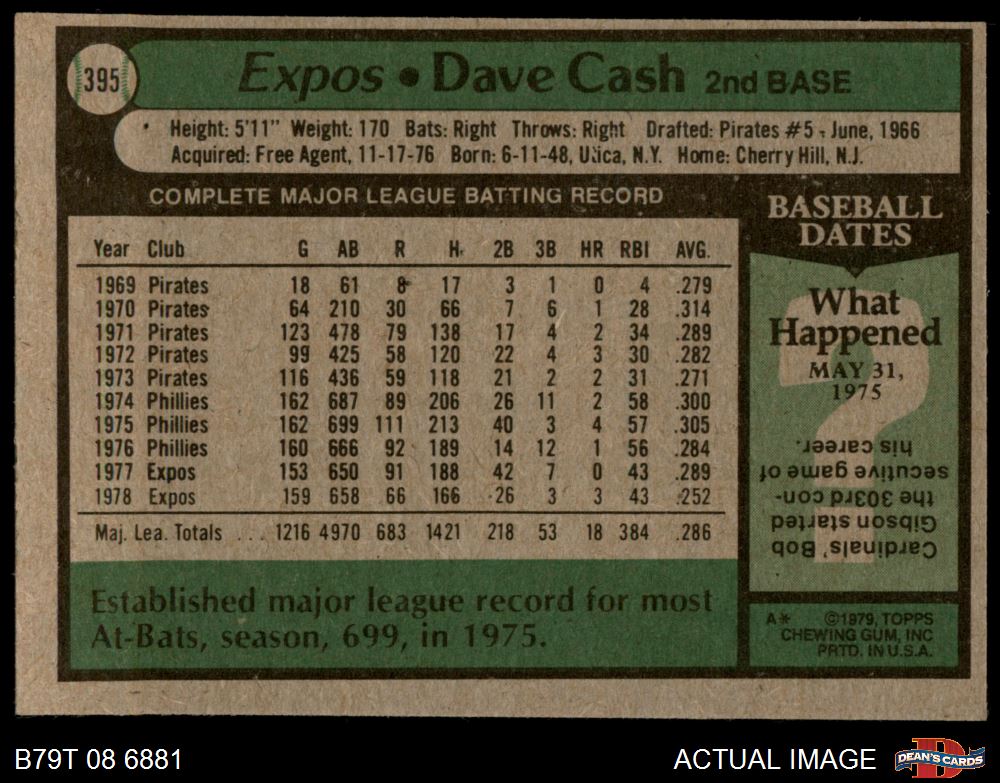 395
Expos • Dave Cash 2nd BASE
Height: 5'11" Weight: 170 Bats: Right Throws: Right Drafted: Pirates #5 - June, 1966
Acquired: Free Agent, 11-17-76 Born: 6-11-48, Utica, N.Y. Home: Cherry Hill, N.J.
COMPLETE MAJOR LEAGUE BATTING RECORD
Year Club G AB R H 2B 3B HR RBI AVG.
1969 Pirates 18 61 8 17 3 1 0 4 .279
1970 Pirates 64 210 30 66 7 6 1 28 .314
1971 Pirates 123 478 79 138 17 4 2 34 .289
1972 Pirates 99 425 58 120 22 4 3 30 .282
1973 Pirates 116 436 59 118 21 2 2 31 .271
1974 Phillies 162 687 89 206 26 11 2 58 .300
1975 Phillies 162 699 111 213 40 3 4 57 .305
1976 Phillies 160 666 92 189 14 12 1 56 .284
1977 Expos 153 650 91 188 42 7 0 43 .289
1978 Expos 159 658 66 166 26 3 3 43 .252
Maj. Lea. Totals ... 1216 4970 683 1421 218 53 18 384 .286
Established major league record for most
At-Bats, season, 699, in 1975.
BASEBALL
DATES
What
Happened
MAY 31,
1975
Cardinals' Bob
Gibson started
the 303rd con-
secutive game of
his career.
A* ©1979, TOPPS
CHEWING GUM, INC
PRTD. IN U.S.A.
B79T 08 6881
ACTUAL IMAGE
D
DEAN'S CARDS